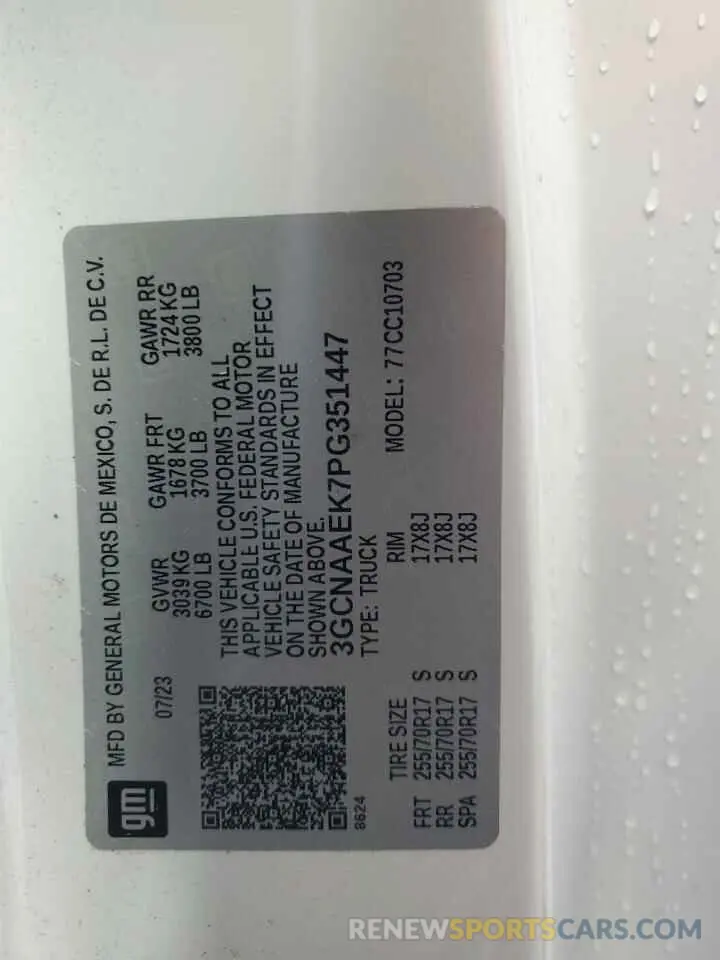 gm
MFD BY GENERAL MOTORS DE MEXICO, S. DE R.L. DE C.V.
07/23
GVWR GAWR FRT GAWR RR
3039 KG 1678 KG 1724 KG
6700 LB 3700 LB 3800 LB
THIS VEHICLE CONFORMS TO ALL
APPLICABLE U.S. FEDERAL MOTOR
VEHICLE SAFETY STANDARDS IN EFFECT
ON THE DATE OF MANUFACTURE
SHOWN ABOVE.
3GCNAAEK7PG351447
TYPE: TRUCK
8624
MODEL: 77CC10703
TIRE SIZE RIM
FRT 255/70R17 S 17X8J
RR 255/70R17 S 17X8J
SPA 255/70R17 S 17X8J
RENEWSPORTSCARS.COM